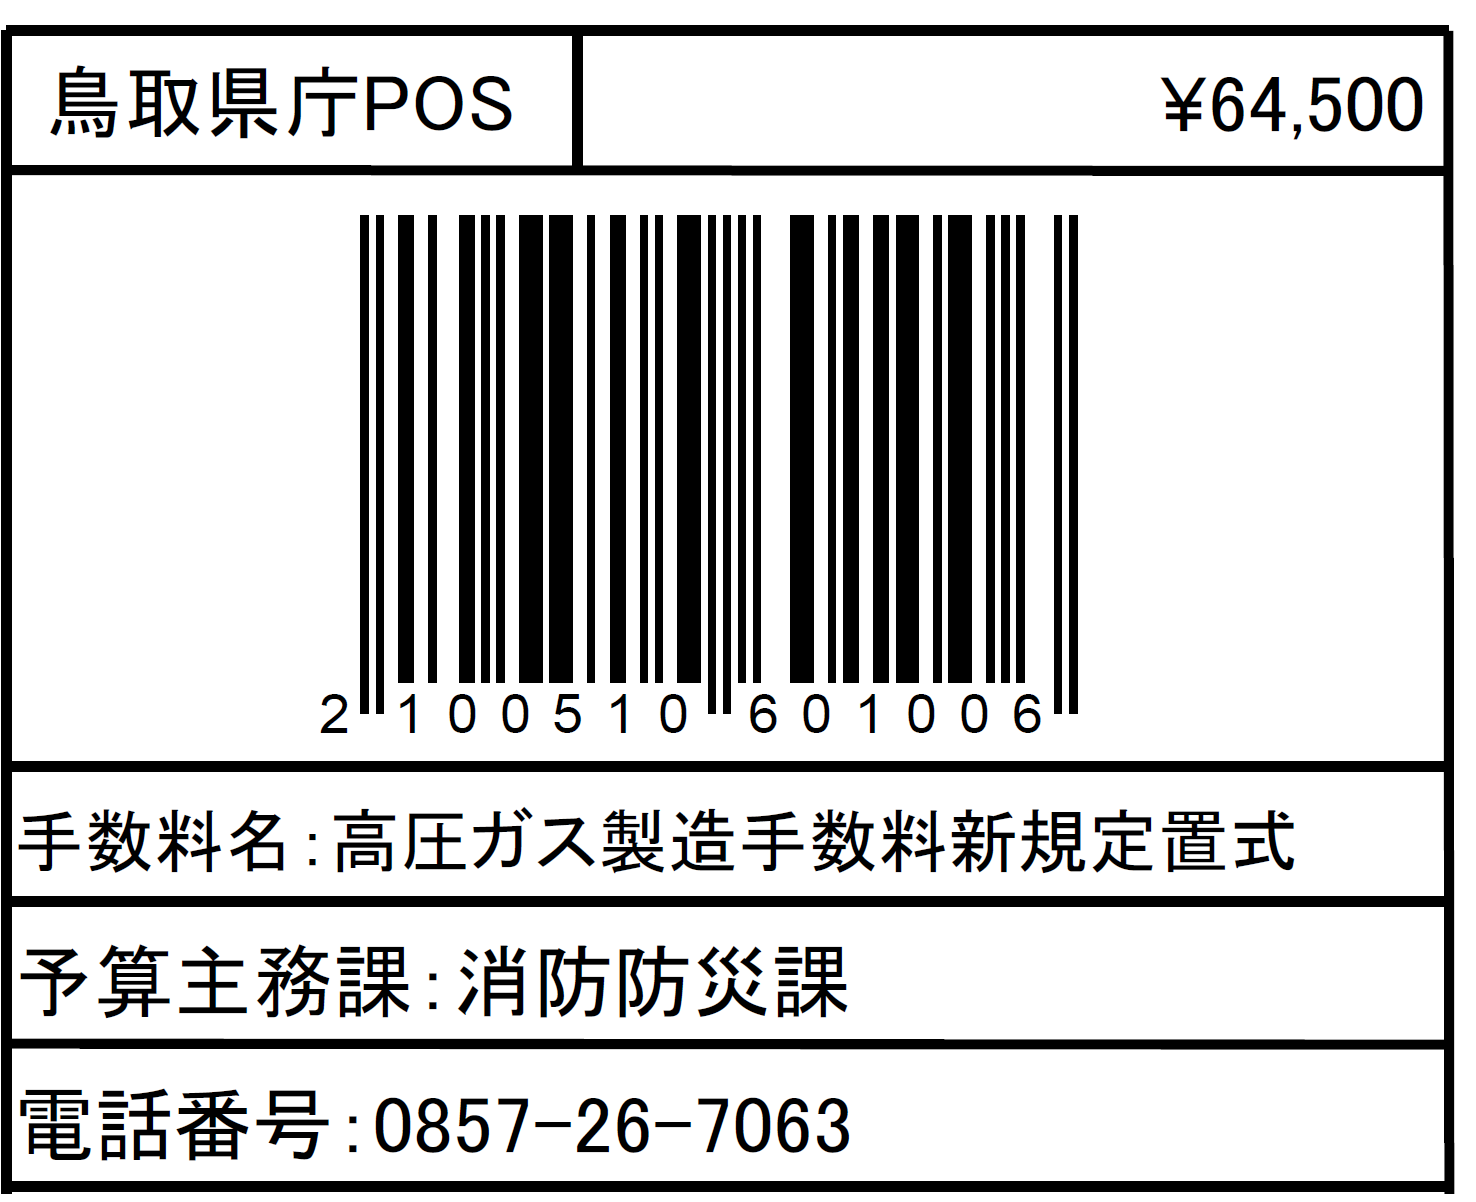 鳥取県庁POS
¥64,500
2 100510 601006
手数料名:高圧ガス製造手数料新規定置式
予算主務課:消防防災課
電話番号:0857-26-7063